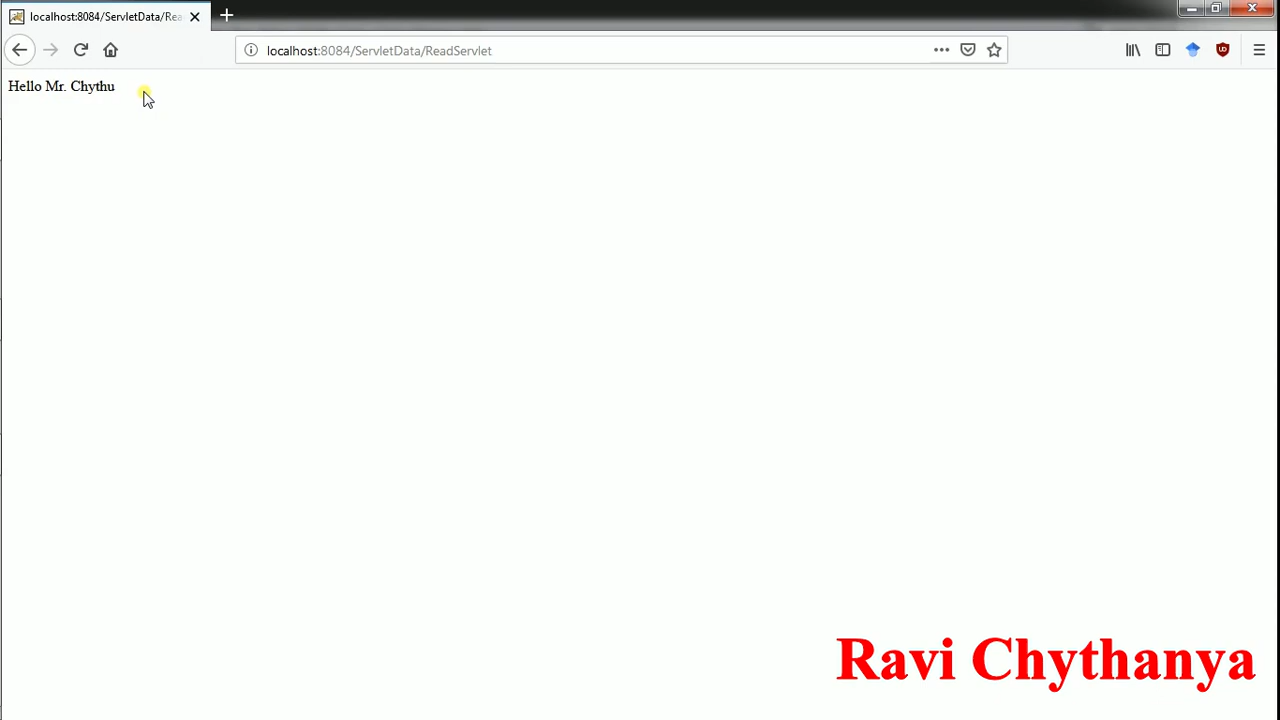 localhost:8084/ServletData/Rea
localhost:8084/ServletData/ReadServlet
Hello Mr. Chythu
Ravi Chythanya